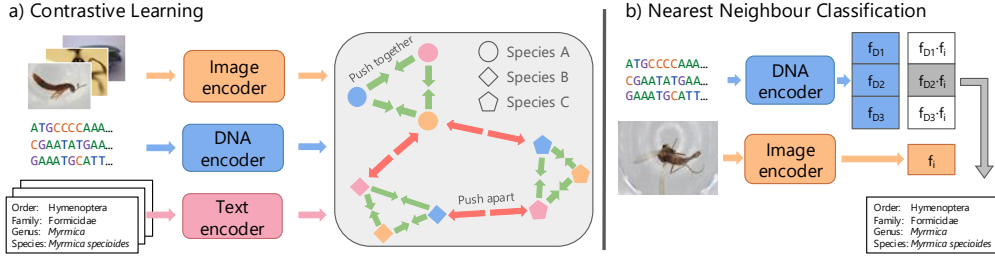 a) Contrastive Learning
Image
encoder
ATGCCCCAAA...
CGAATATGAA...
GAAATGCATT...
DNA
encoder
Order: Hymenoptera
Family: Formicidae
Genus: Myrmica
Species: Myrmica specioides
Text
encoder
Push together
Species A
Species B
Species C
Push apart
b) Nearest Neighbour Classification
ATGCCCCAAA...
CGAATATGAA...
GAAATGCATT...
DNA
encoder
fD1
fD2
fD3
fD1·fi
fD2·fi
fD3·fi
Image
encoder
fi
Order: Hymenoptera
Family: Formicidae
Genus: Myrmica
Species: Myrmica specioides